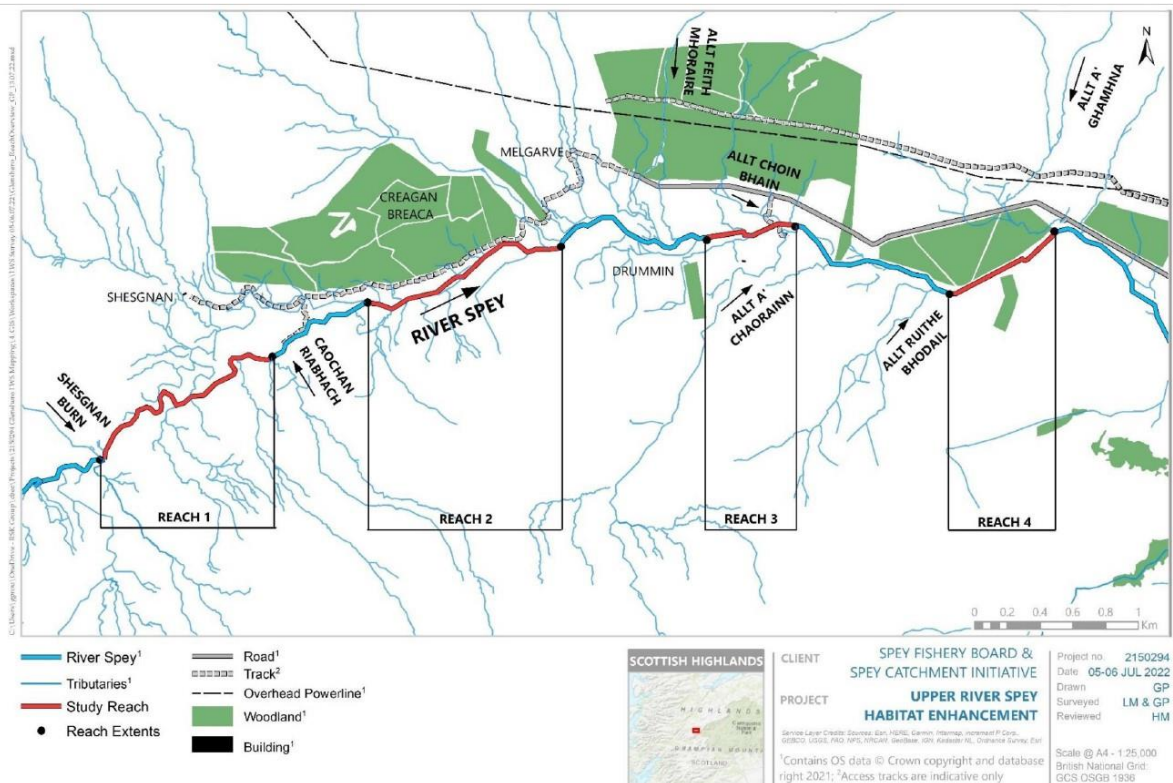 N
ALLT FEITH
MHORAIRE
ALLT A'
GHAMHNA
MELGARVE
ALLT CHOIN
BHAIN
CREAGAN
BREACA
SHESGNAN
DRUMMIN
RIVER SPEY
ALLT A'
CHAORAINN
CAOCHAN
RIABHACH
ALLT RUITHE
BHODAIL
SHESGNAN
BURN
REACH 1
REACH 2
REACH 3
REACH 4
0 0.2 0.4 0.6 0.8 1
Km
River Spey¹
Tributaries¹
Study Reach
Reach Extents
Road¹
Track²
Overhead Powerline¹
Woodland¹
Building¹
SCOTTISH HIGHLANDS
HIGHLANDS
SCOTLAND
CLIENT
SPEY FISHERY BOARD &
SPEY CATCHMENT INITIATIVE
PROJECT
UPPER RIVER SPEY
HABITAT ENHANCEMENT
¹Contains OS data © Crown copyright and database
right 2021; ²Access tracks are indicative only
Project no. 2150294
Date 05-06 JUL 2022
Drawn GP
Surveyed LM & GP
Reviewed HM
Scale @ A4 - 1:25,000
British National Grid
GCS OSGB 1936